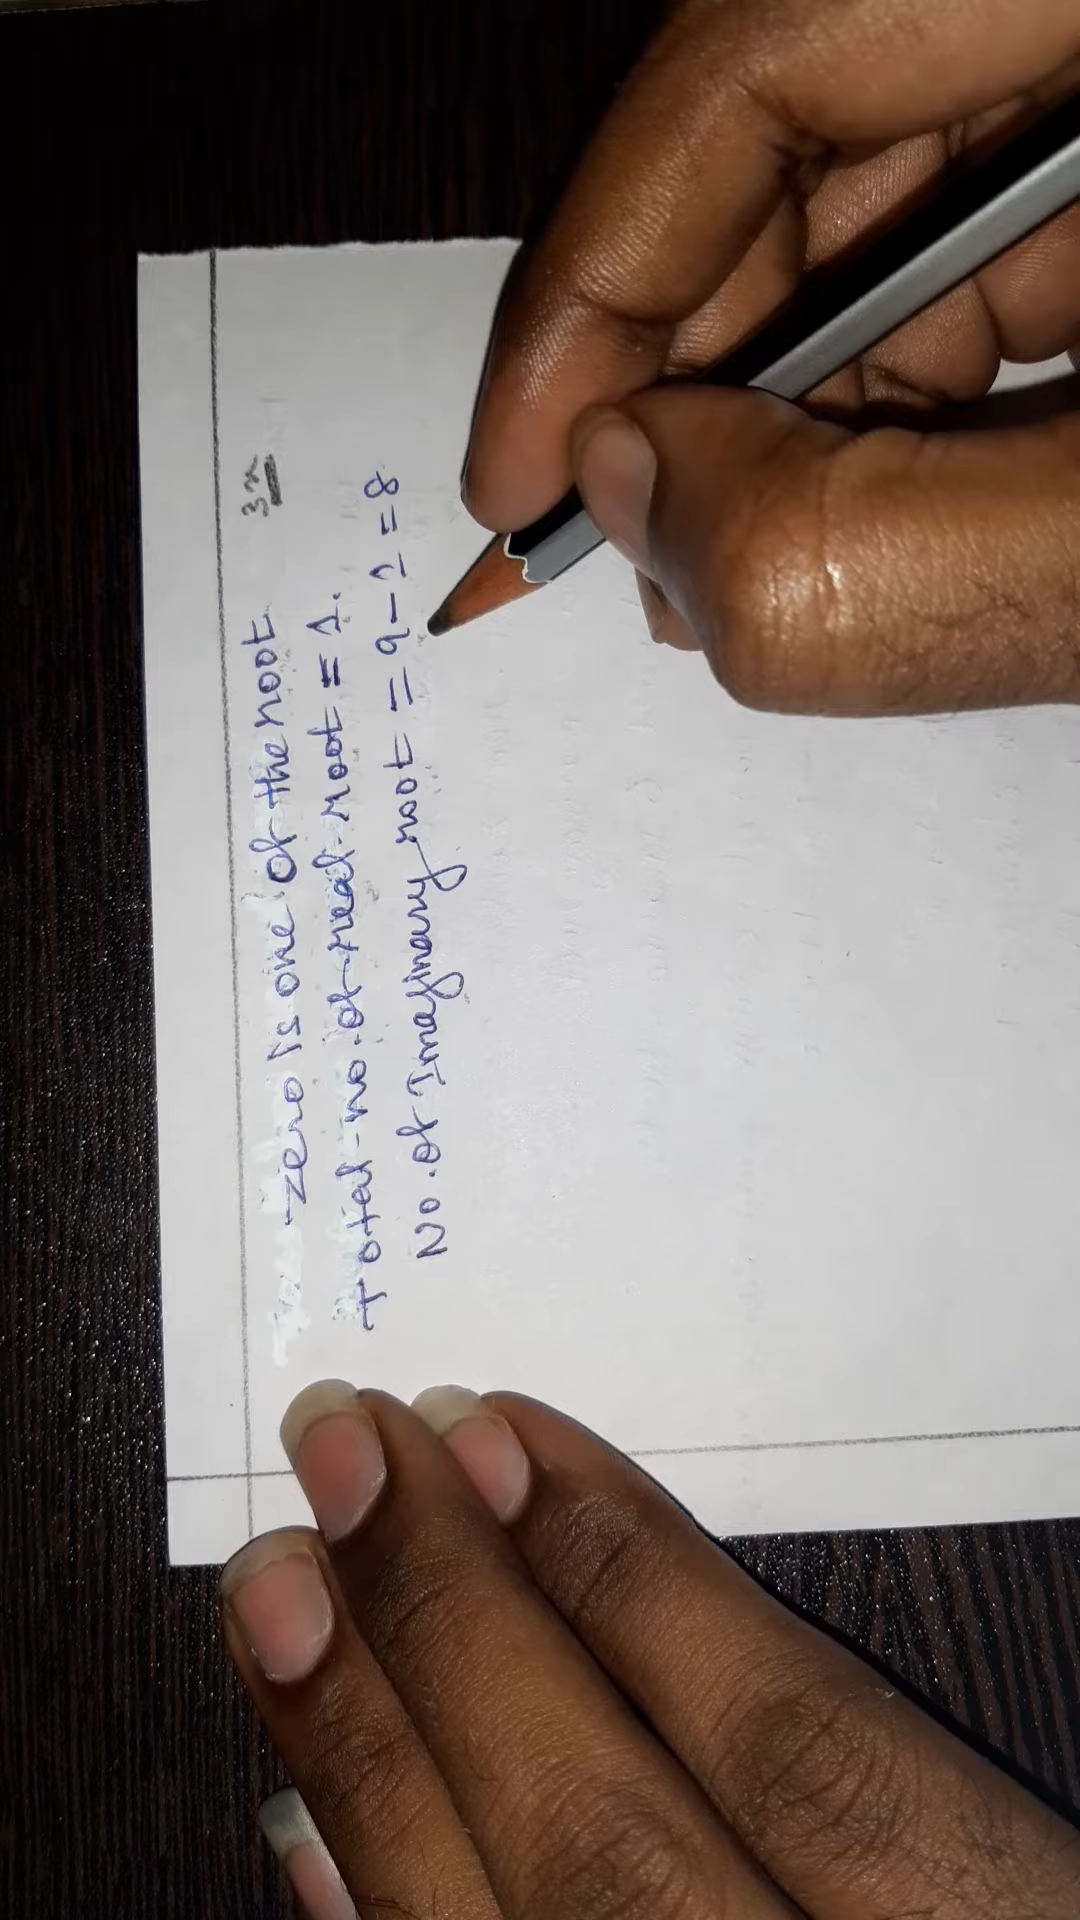 zero is one of the root
Total no. of real root = 1.
No. of Imaginary root = 9 - 1 = 8